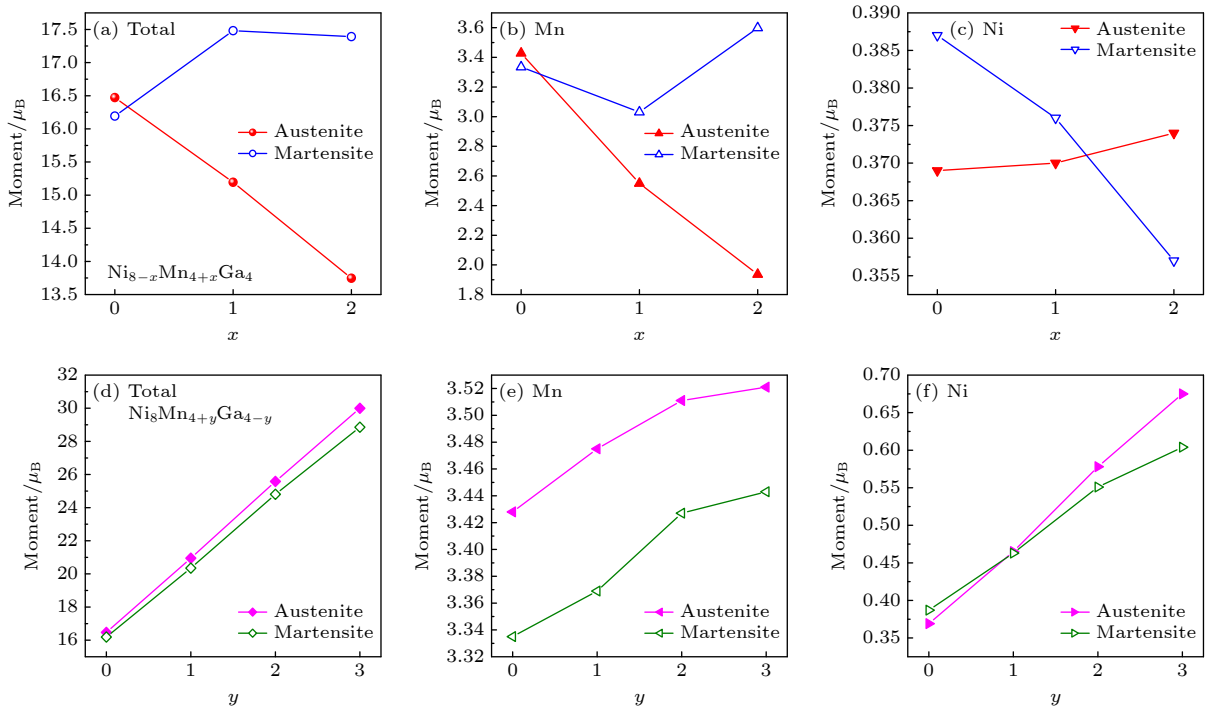 (a) Total
17.5
17.0
16.5
16.0
15.5
15.0
14.5
14.0
13.5
Moment/μB
Austenite
Martensite
Ni8−xMn4+xGa4
0 1 2
x
(b) Mn
3.6
3.4
3.2
3.0
2.8
2.6
2.4
2.2
2.0
1.8
Moment/μB
Austenite
Martensite
0 1 2
x
(c) Ni
0.390
0.385
0.380
0.375
0.370
0.365
0.360
0.355
Moment/μB
Austenite
Martensite
0 1 2
x
(d) Total
Ni8Mn4+yGa4−y
32
30
28
26
24
22
20
18
16
Moment/μB
Austenite
Martensite
0 1 2 3
y
(e) Mn
3.52
3.50
3.48
3.46
3.44
3.42
3.40
3.38
3.36
3.34
3.32
Moment/μB
Austenite
Martensite
0 1 2 3
y
(f) Ni
0.70
0.65
0.60
0.55
0.50
0.45
0.40
0.35
Moment/μB
Austenite
Martensite
0 1 2 3
y